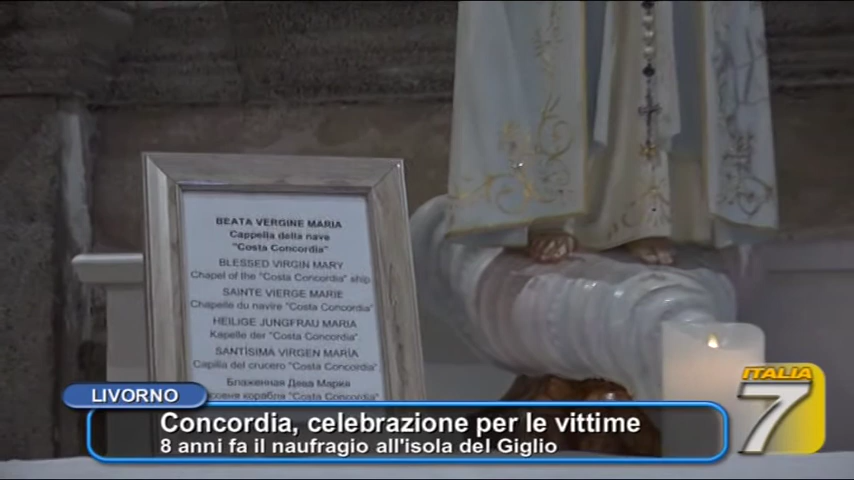 BEATA VERGINE MARIA
Cappella della nave
"Costa Concordia"
BLESSED VIRGIN MARY
Chapel of the "Costa Concordia" ship
SAINTE VIERGE MARIE
Chapelle du navire "Costa Concordia"
HEILIGE JUNGFRAU MARIA
Kapelle der "Costa Concordia".
SANTÍSIMA VIRGEN MARÍA
Capilla del crucero "Costa Concordia"
Блаженная Дева Мария
корабля "Costa Concordia"
LIVORNO
Concordia, celebrazione per le vittime
8 anni fa il naufragio all'isola del Giglio
ITALIA
7